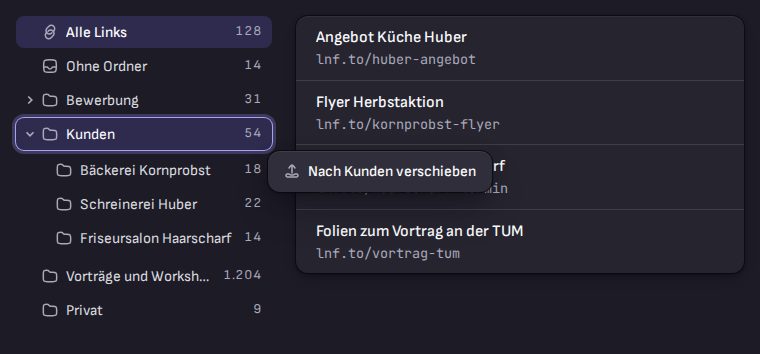 Alle Links 128
Ohne Ordner 14
Bewerbung 31
Kunden 54
Bäckerei Kornprobst 18
Schreinerei Huber 22
Friseursalon Haarscharf 14
Vorträge und Worksh… 1.204
Privat 9
Angebot Küche Huber
lnf.to/huber-angebot
Flyer Herbstaktion
lnf.to/kornprobst-flyer
Nach Kunden verschieben
Folien zum Vortrag an der TUM
lnf.to/vortrag-tum